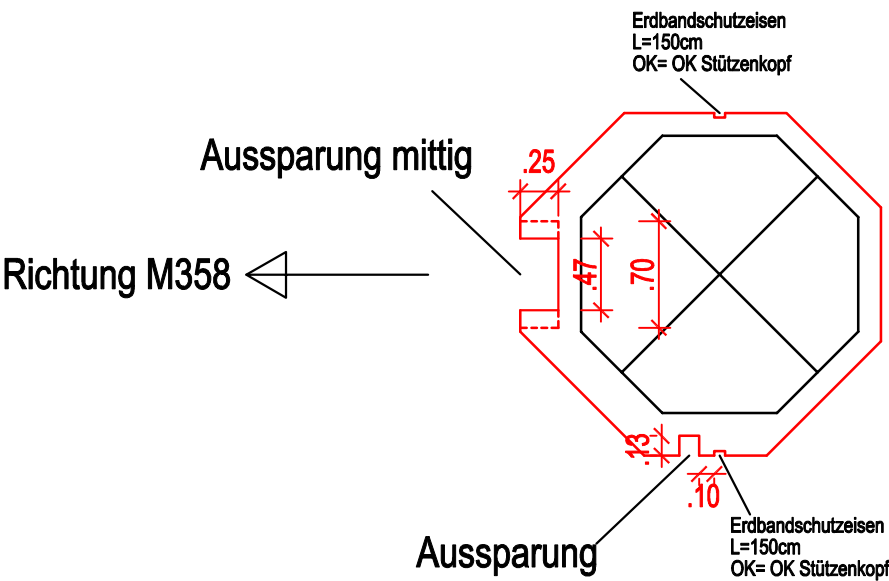 Erdbandschutzeisen
L=150cm
OK= OK Stützenkopf
Aussparung mittig
.25
Richtung M358
.47
.70
.13
.10
Aussparung
Erdbandschutzeisen
L=150cm
OK= OK Stützenkopf